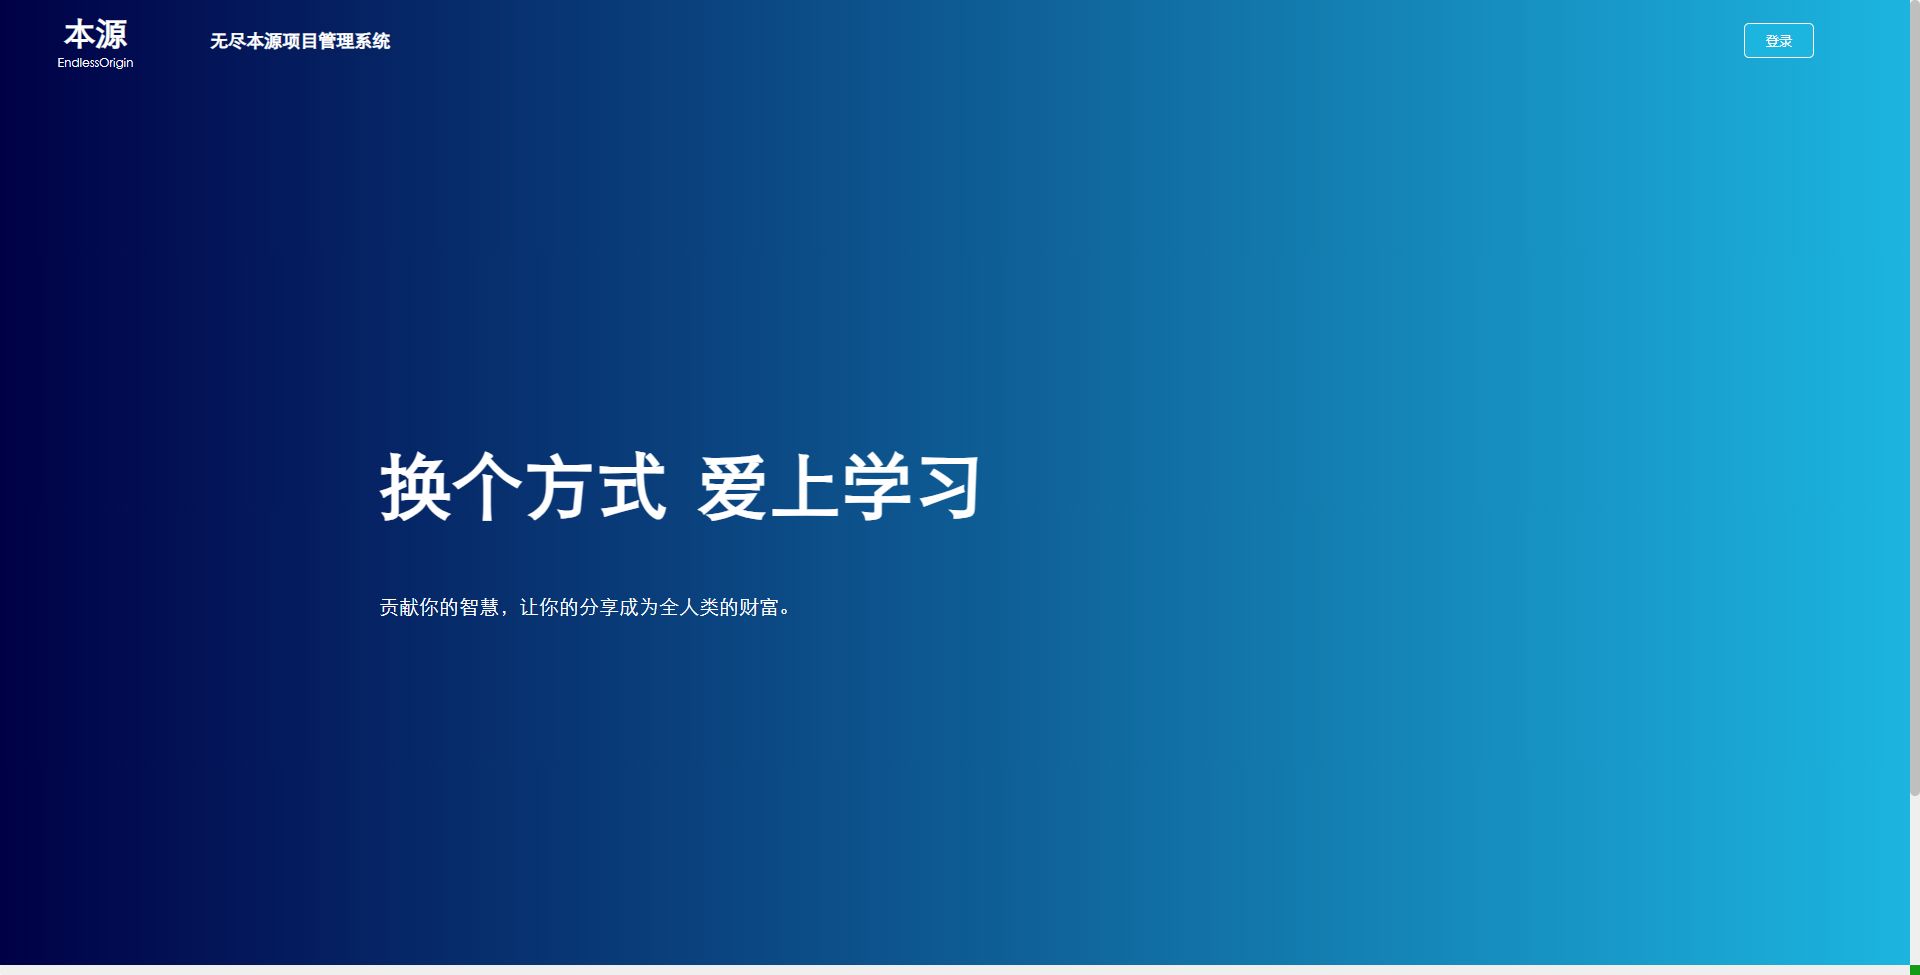 本源
EndlessOrigin
无尽本源项目管理系统
登录
换个方式 爱上学习
贡献你的智慧，让你的分享成为全人类的财富。